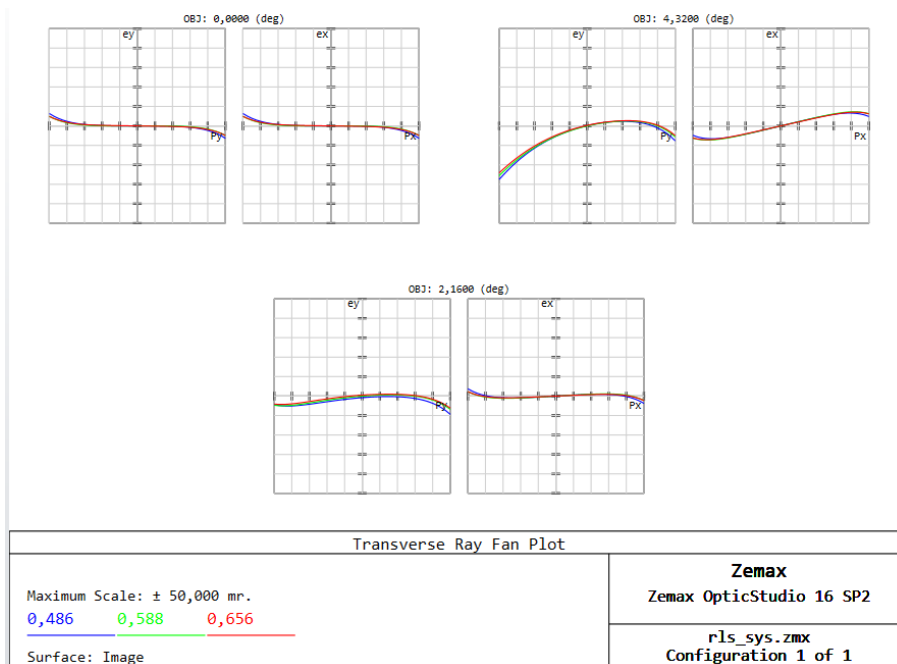 OBJ: 0,0000 (deg)
OBJ: 4,3200 (deg)
ey
ex
ey
ex
Py
Px
Py
Px
OBJ: 2,1600 (deg)
ey
ex
Py
Px
Transverse Ray Fan Plot
Maximum Scale: ± 50,000 mr.
0,486 0,588 0,656
Surface: Image
Zemax
Zemax OpticStudio 16 SP2
rls_sys.zmx
Configuration 1 of 1